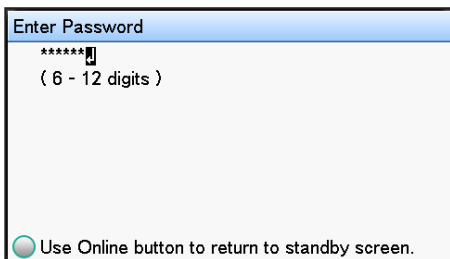 Enter Password
******↲
( 6 - 12 digits )
Use Online button to return to standby screen.